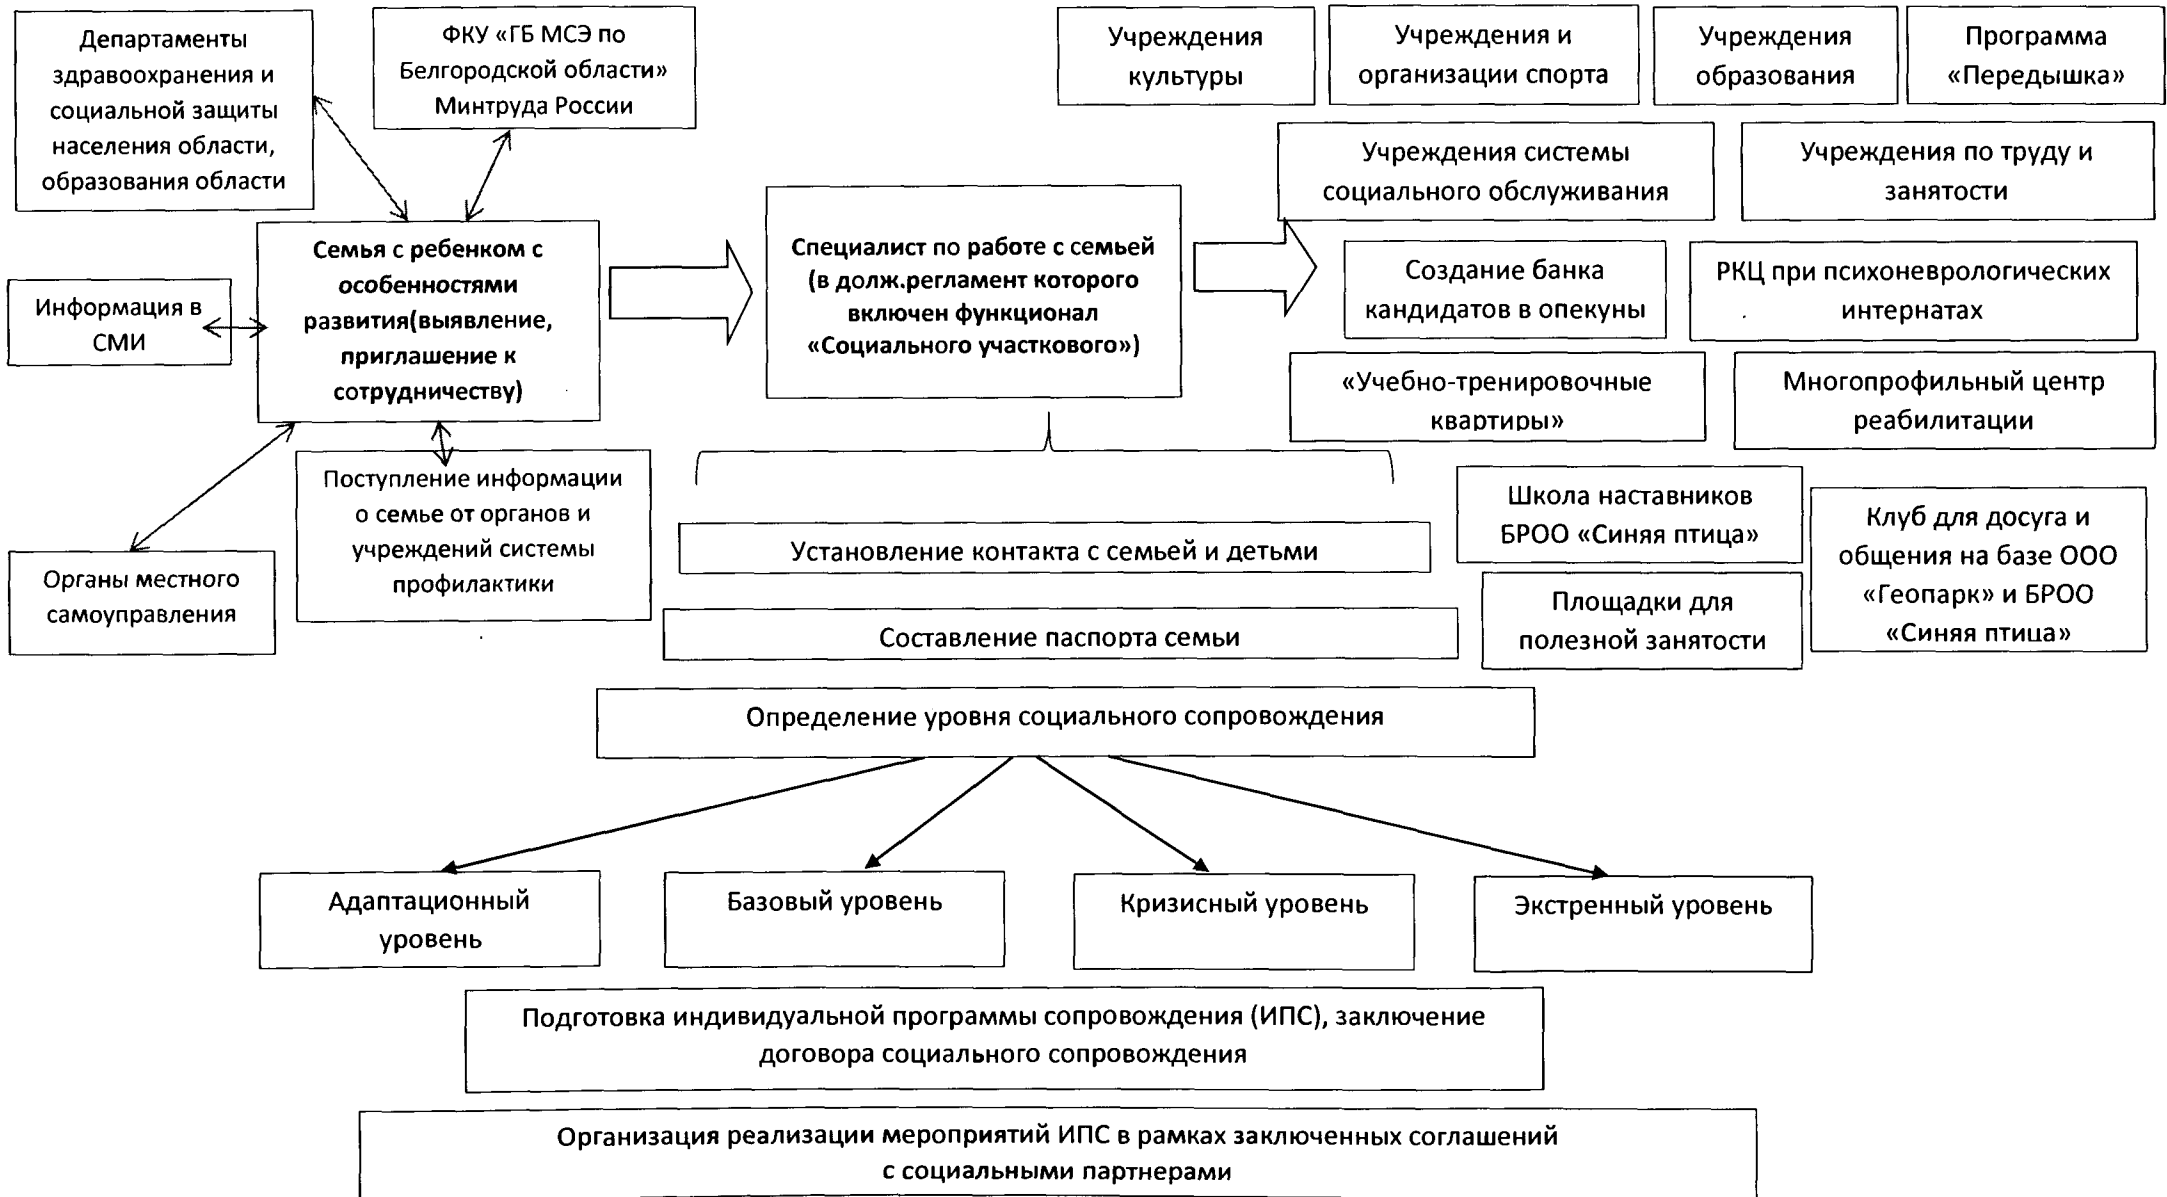 Департаменты
здравоохранения и
социальной защиты
населения области,
образования области
ФКУ «ГБ МСЭ по
Белгородской области»
Минтруда России
Учреждения
культуры
Учреждения и
организации спорта
Учреждения
образования
Программа
«Передышка»
Учреждения системы
социального обслуживания
Учреждения по труду и
занятости
Семья с ребенком с
особенностями
развития(выявление,
приглашение к
сотрудничеству)
Специалист по работе с семьей
(в долж.регламент которого
включен функционал
«Социального участкового»)
Создание банка
кандидатов в опекуны
РКЦ при психоневрологических
интернатах
Информация в
СМИ
«Учебно-тренировочные
квартиры»
Многопрофильный центр
реабилитации
Поступление информации
о семье от органов и
учреждений системы
профилактики
Органы местного
самоуправления
Школа наставников
БРОО «Синяя птица»
Клуб для досуга и
общения на базе ООО
«Геопарк» и БРОО
«Синяя птица»
Площадки для
полезной занятости
Установление контакта с семьей и детьми
Составление паспорта семьи
Определение уровня социального сопровождения
Адаптационный
уровень
Базовый уровень
Кризисный уровень
Экстренный уровень
Подготовка индивидуальной программы сопровождения (ИПС), заключение
договора социального сопровождения
Организация реализации мероприятий ИПС в рамках заключенных соглашений
с социальными партнерами